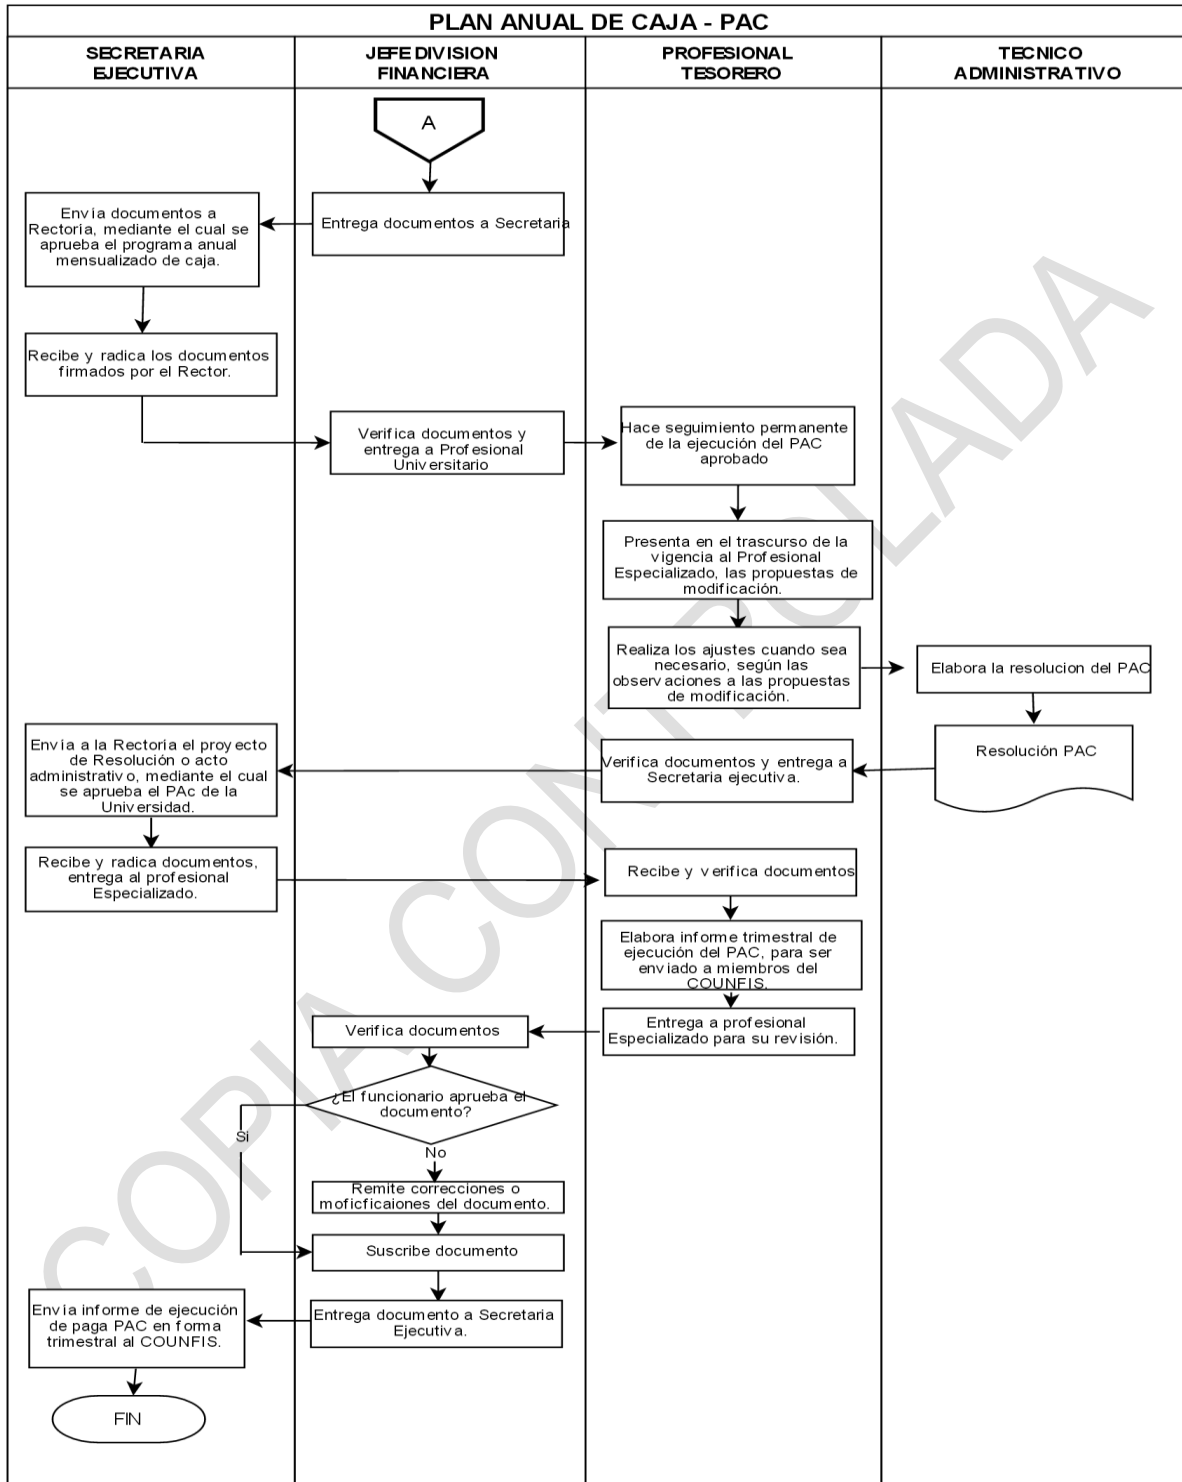 PLAN ANUAL DE CAJA - PAC
SECRETARIA
EJECUTIVA
JEFE DIVISION
FINANCIERA
PROFESIONAL
TESORERO
TECNICO
ADMINISTRATIVO
A
Entrega documentos a Secretaria
Envía documentos a
Rectoría, mediante el cual se
aprueba el programa anual
mensualizado de caja.
Recibe y radica los documentos
firmados por el Rector.
Verifica documentos y
entrega a Profesional
Universitario
Hace seguimiento permanente
de la ejecución del PAC
aprobado
Presenta en el trascurso de la
vigencia al Profesional
Especializado, las propuestas de
modificación.
Realiza los ajustes cuando sea
necesario, según las
observaciones a las propuestas
de modificación.
Elabora la resolucion del PAC
Resolución PAC
Verifica documentos y entrega a
Secretaria ejecutiva.
Envía a la Rectoría el proyecto
de Resolución o acto
administrativo, mediante el cual
se aprueba el PAc de la
Universidad.
Recibe y radica documentos,
entrega al profesional
Especializado.
Recibe y verifica documentos
Elabora informe trimestral de
ejecución del PAC, para ser
enviado a miembros del
COUNFIS.
Entrega a profesional
Especializado para su revisión.
Verifica documentos
¿El funcionario aprueba el
documento?
Si
No
Remite correcciones o
moficficaiones del documento.
Suscribe documento
Entrega documento a Secretaria
Ejecutiva.
Envía informe de ejecución
de paga PAC en forma
trimestral al COUNFIS.
FIN
COPIA CONTROLADA